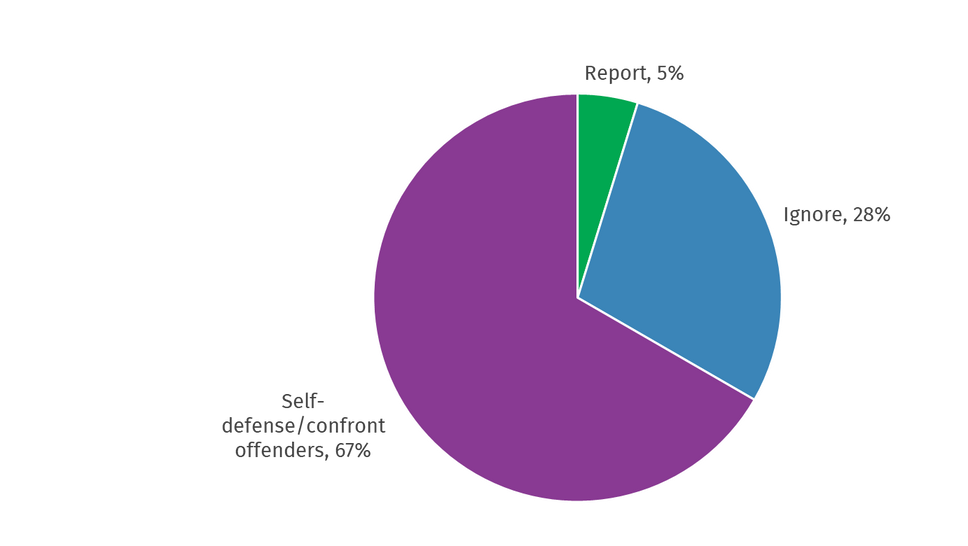 Report, 5%
Ignore, 28%
Self-
defense/confront
offenders, 67%